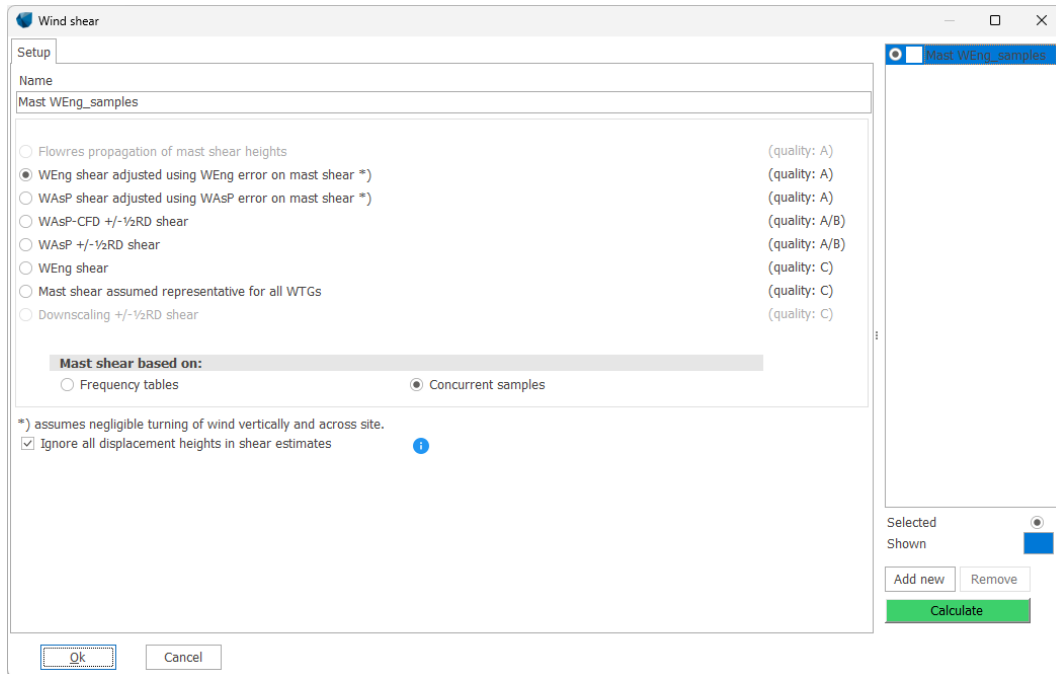 Wind shear
Setup
Name
Mast WEng_samples
Flowres propagation of mast shear heights (quality: A)
WEng shear adjusted using WEng error on mast shear *) (quality: A)
WAsP shear adjusted using WAsP error on mast shear *) (quality: A)
WAsP-CFD +/-½RD shear (quality: A/B)
WAsP +/-½RD shear (quality: A/B)
WEng shear (quality: C)
Mast shear assumed representative for all WTGs (quality: C)
Downscaling +/-½RD shear (quality: C)
Mast shear based on:
Frequency tables Concurrent samples
*) assumes negligible turning of wind vertically and across site.
Ignore all displacement heights in shear estimates
Ok Cancel
Mast WEng_samples
Selected
Shown
Add new Remove
Calculate